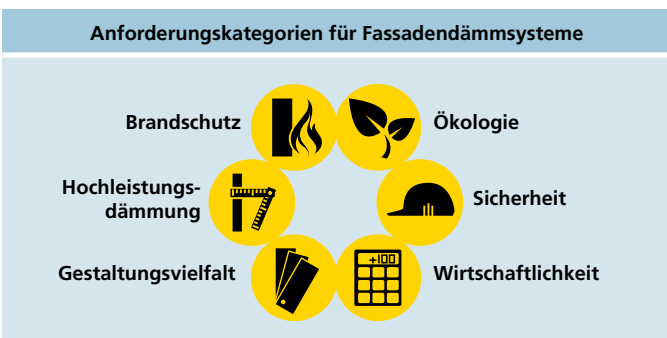 Anforderungskategorien für Fassadendämmsysteme
Brandschutz
Ökologie
Hochleistungs-
dämmung
Sicherheit
Gestaltungsvielfalt
+100
Wirtschaftlichkeit